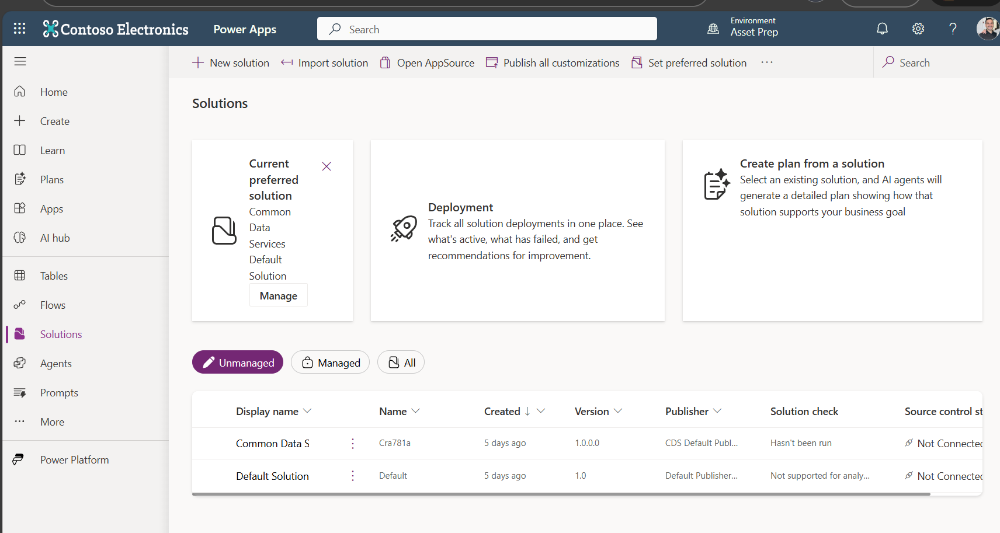 Contoso Electronics
Power Apps
Search
Environment
Asset Prep
New solution
Import solution
Open AppSource
Publish all customizations
Set preferred solution
Search
Home
Create
Learn
Plans
Apps
AI hub
Tables
Flows
Solutions
Agents
Prompts
More
Power Platform
Solutions
Current
preferred
solution
Common
Data
Services
Default
Solution
Manage
Deployment
Track all solution deployments in one place. See
what's active, what has failed, and get
recommendations for improvement.
Create plan from a solution
Select an existing solution, and AI agents will
generate a detailed plan showing how that
solution supports your business goal
Unmanaged
Managed
All
Display name Name Created Version Publisher Solution check Source control st
Common Data S Cra781a 5 days ago 1.0.0.0 CDS Default Publ... Hasn't been run Not Connected
Default Solution Default 5 days ago 1.0 Default Publisher... Not supported for analy... Not Connected